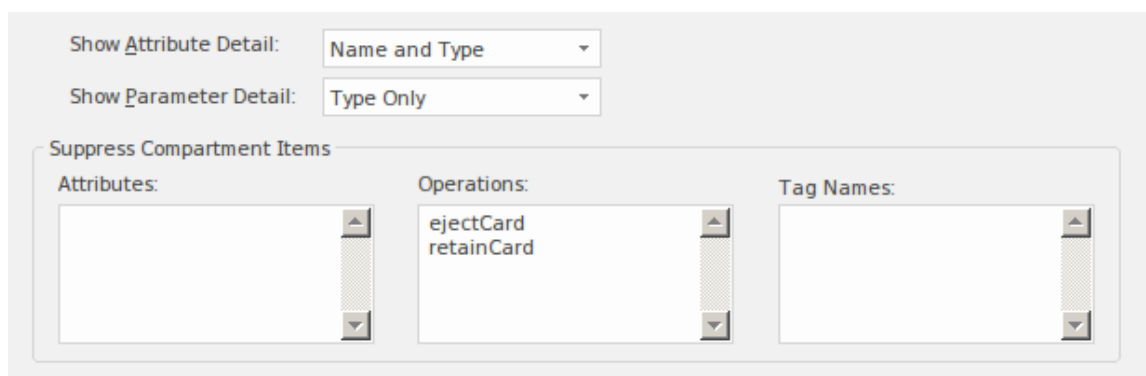 Show Attribute Detail: Name and Type
Show Parameter Detail: Type Only
Suppress Compartment Items
Attributes: Operations: Tag Names:
ejectCard
retainCard